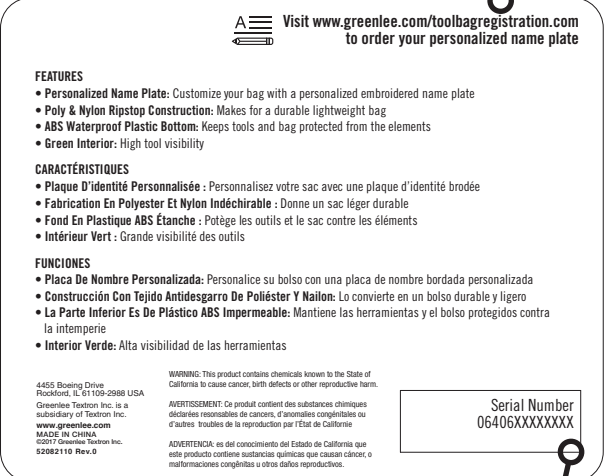 A
Visit www.greenlee.com/toolbagregistration.com
to order your personalized name plate
FEATURES
• Personalized Name Plate: Customize your bag with a personalized embroidered name plate
• Poly & Nylon Ripstop Construction: Makes for a durable lightweight bag
• ABS Waterproof Plastic Bottom: Keeps tools and bag protected from the elements
• Green Interior: High tool visibility
CARACTÉRISTIQUES
• Plaque D'identité Personnalisée : Personnalisez votre sac avec une plaque d'identité brodée
• Fabrication En Polyester Et Nylon Indéchirable : Donne un sac léger durable
• Fond En Plastique ABS Étanche : Potège les outils et le sac contre les éléments
• Intérieur Vert : Grande visibilité des outils
FUNCIONES
• Placa De Nombre Personalizada: Personalice su bolso con una placa de nombre bordada personalizada
• Construcción Con Tejido Antidesgarro De Poliéster Y Nailon: Lo convierte en un bolso durable y ligero
• La Parte Inferior Es De Plástico ABS Impermeable: Mantiene las herramientas y el bolso protegidos contra
la intemperie
• Interior Verde: Alta visibilidad de las herramientas
4455 Boeing Drive
Rockford, IL 61109-2988 USA
Greenlee Textron Inc. is a
subsidiary of Textron Inc.
www.greenlee.com
MADE IN CHINA
©2017 Greenlee Textron Inc.
52082110 Rev.0
WARNING: This product contains chemicals known to the State of
California to cause cancer, birth defects or other reproductive harm.
AVERTISSEMENT: Ce produit contient des substances chimiques
déclarées resonsables de cancers, d'anomalies congénitales ou
d'autres troubles de la reproduction par l'État de Californie
ADVERTENCIA: es del conocimiento del Estado de California que
este producto contiene sustancias químicas que causan cáncer, o
malformaciones congénitas u otros daños reproductivos.
Serial Number
06406XXXXXXXX